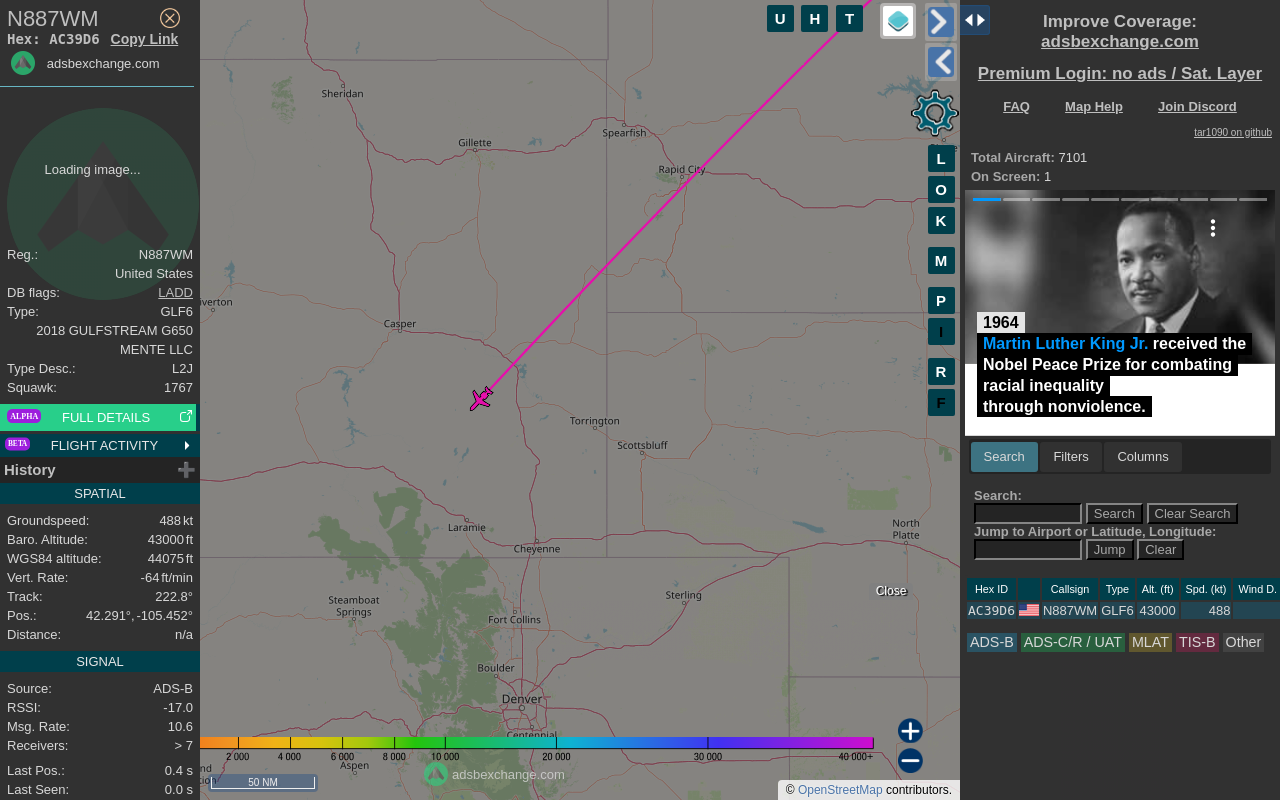 N887WM
Hex: AC39D6 Copy Link
adsbexchange.com
Loading image...
Reg.: N887WM
United States
DB flags: LADD
Type: GLF6
2018 GULFSTREAM G650
MENTE LLC
Type Desc.: L2J
Squawk: 1767
ALPHA FULL DETAILS
BETA FLIGHT ACTIVITY
History
SPATIAL
Groundspeed: 488 kt
Baro. Altitude: 43000 ft
WGS84 altitude: 44075 ft
Vert. Rate: -64 ft/min
Track: 222.8°
Pos.: 42.291°, -105.452°
Distance: n/a
SIGNAL
Source: ADS-B
RSSI: -17.0
Msg. Rate: 10.6
Receivers: > 7
Last Pos.: 0.4 s
Last Seen: 0.0 s
U H T
Sheridan
Gillette
Spearfish
Rapid City
iverton
Casper
Torrington
Scottsbluff
Laramie
Cheyenne
North
Platte
Steamboat
Springs
Fort Collins
Sterling
Boulder
Denver
Centennial
Aspen
L
O
K
M
P
I
R
F
Close
2 000 4 000 6 000 8 000 10 000 20 000 30 000 40 000+
50 NM
adsbexchange.com
© OpenStreetMap contributors.
Improve Coverage:
adsbexchange.com
Premium Login: no ads / Sat. Layer
FAQ Map Help Join Discord
tar1090 on github
Total Aircraft: 7101
On Screen: 1
1964
Martin Luther King Jr. received the
Nobel Peace Prize for combating
racial inequality
through nonviolence.
Search Filters Columns
Search:
Search Clear Search
Jump to Airport or Latitude, Longitude:
Jump Clear
Hex ID Callsign Type Alt. (ft) Spd. (kt) Wind D.
AC39D6 N887WM GLF6 43000 488
ADS-B ADS-C/R / UAT MLAT TIS-B Other